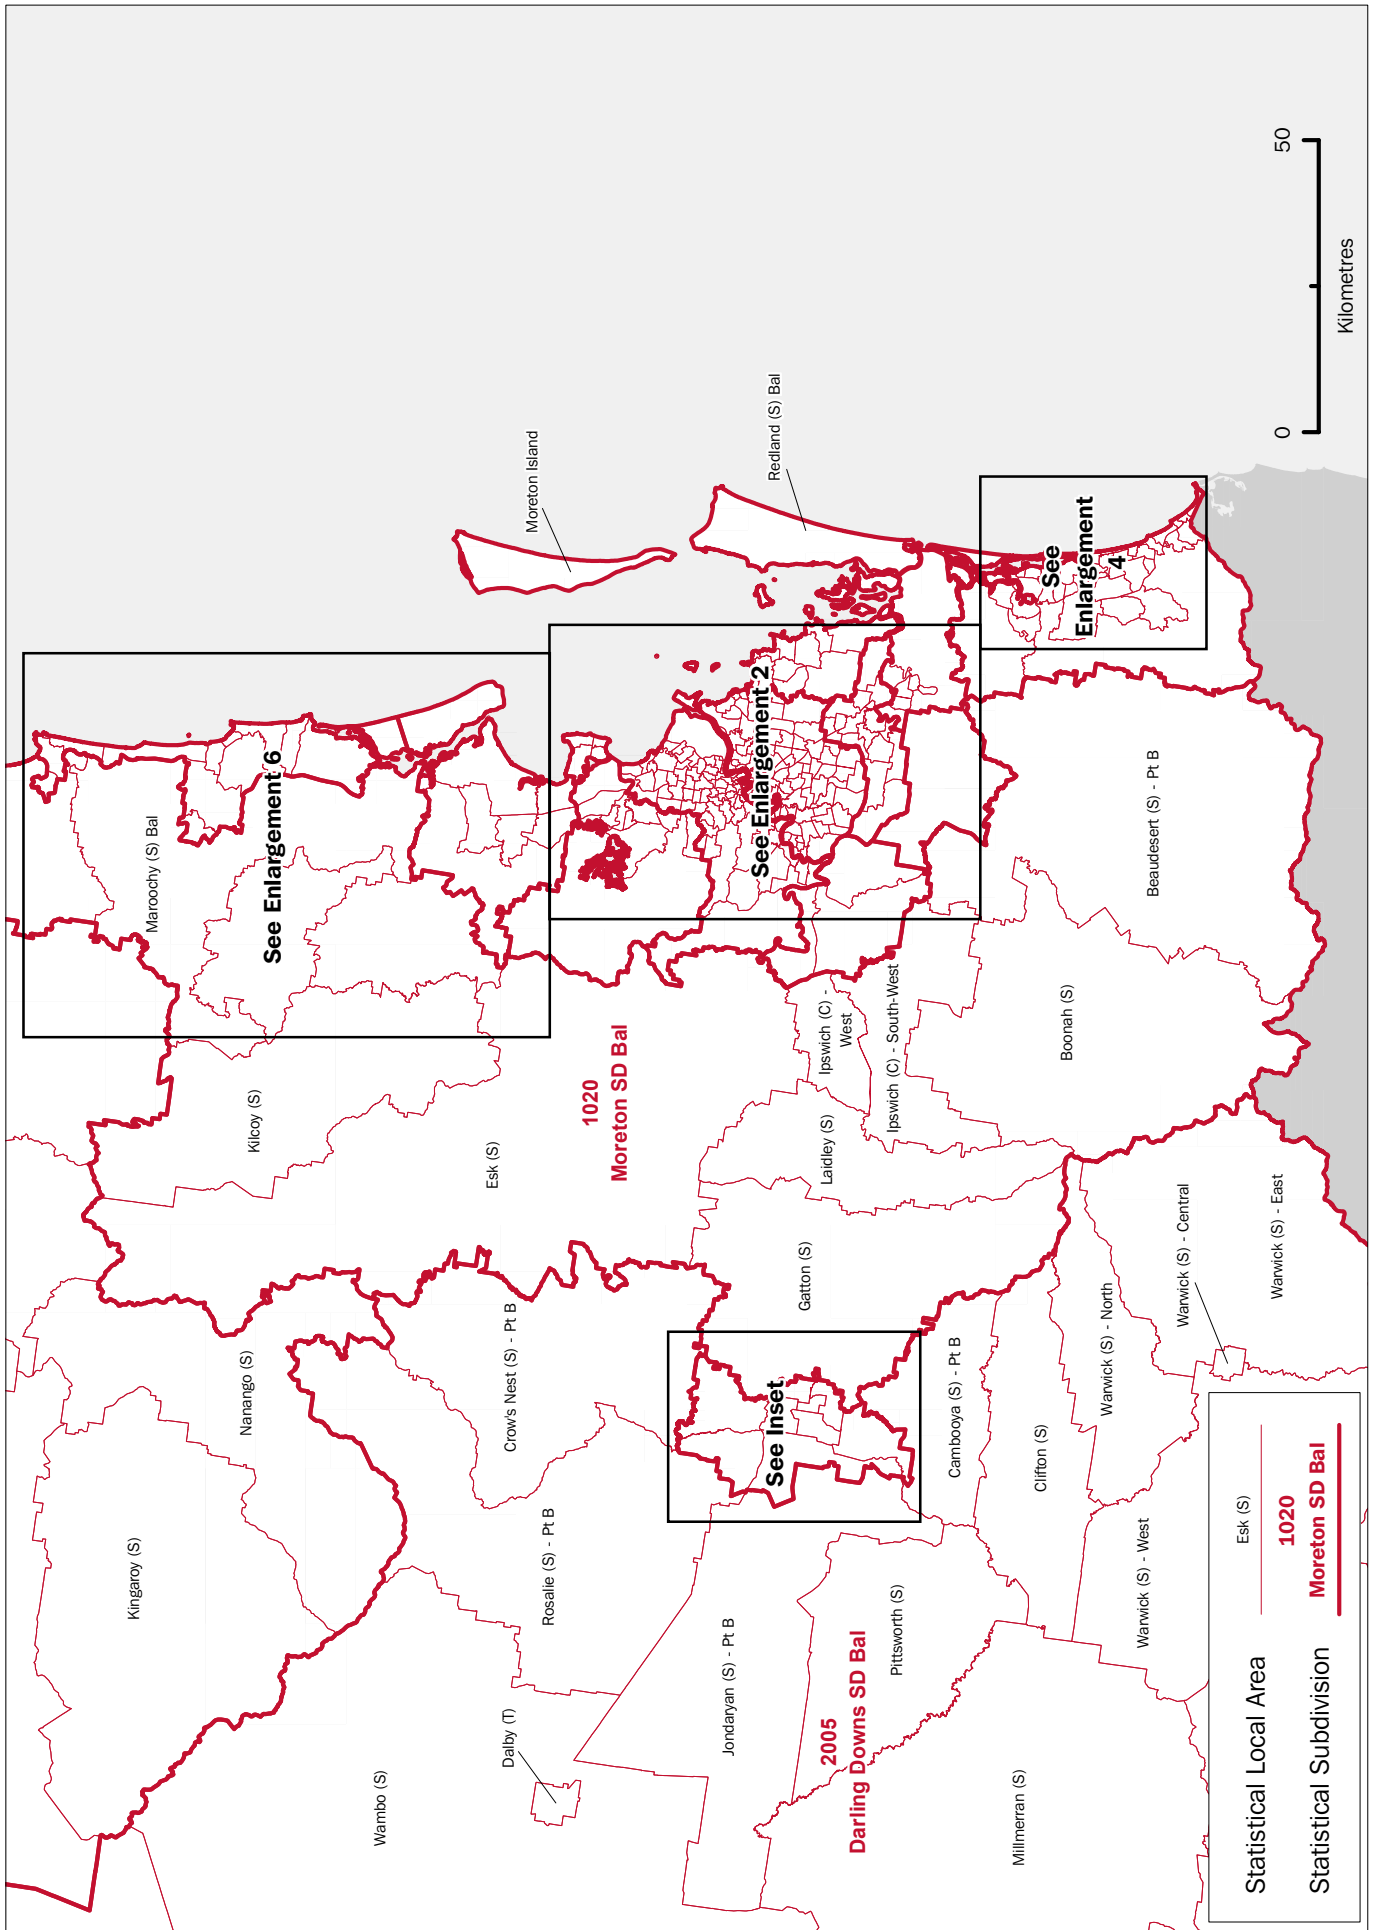 Kingaroy (S)
Nanango (S)
Kilcoy (S)
Maroochy (S) Bal
See Enlargement 6
Wambo (S)
Dalby (T)
Rosalie (S) - Pt B
Crow's Nest (S) - Pt B
Esk (S)
1020
Moreton SD Bal
Moreton Island
Jondaryan (S) - Pt B
See Inset
Gatton (S)
Laidley (S)
Ipswich (C) -
West
Ipswich (C) - South-West
See Enlargement 2
Redland (S) Bal
2005
Darling Downs SD Bal
Pittsworth (S)
Cambooya (S) - Pt B
Millmerran (S)
Clifton (S)
Boonah (S)
See
Enlargement
4
Warwick (S) - North
Warwick (S) - West
Warwick (S) - Central
Warwick (S) - East
Beaudesert (S) - Pt B
Statistical Local Area
Esk (S)
Statistical Subdivision
1020
Moreton SD Bal
0
50
Kilometres